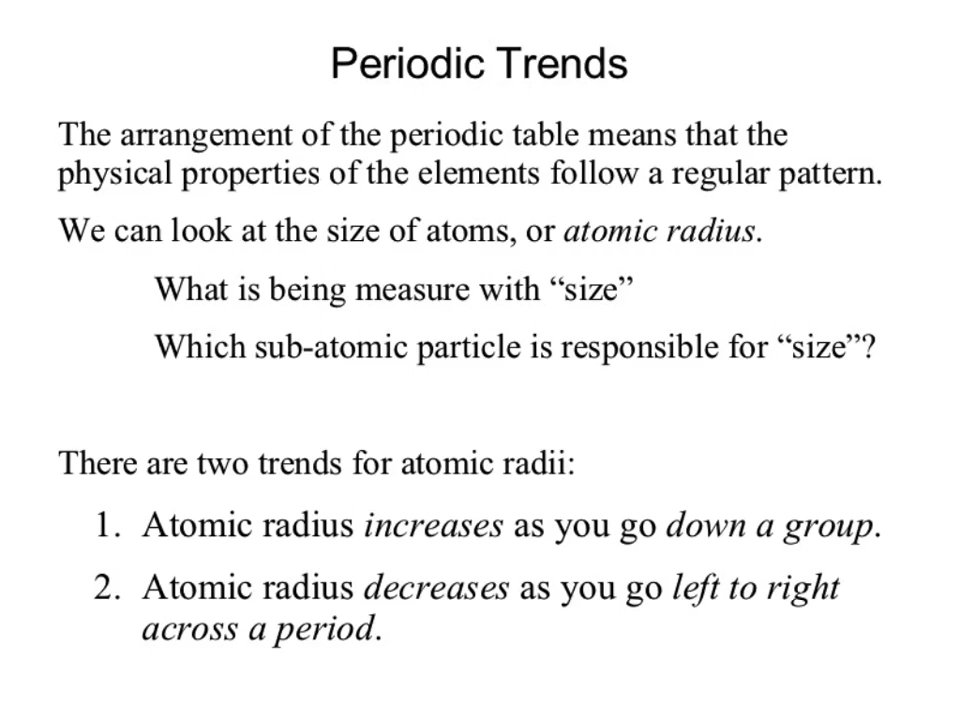 Periodic Trends
The arrangement of the periodic table means that the
physical properties of the elements follow a regular pattern.
We can look at the size of atoms, or atomic radius.
What is being measure with “size”
Which sub-atomic particle is responsible for “size”?
There are two trends for atomic radii:
1. Atomic radius increases as you go down a group.
2. Atomic radius decreases as you go left to right
across a period.